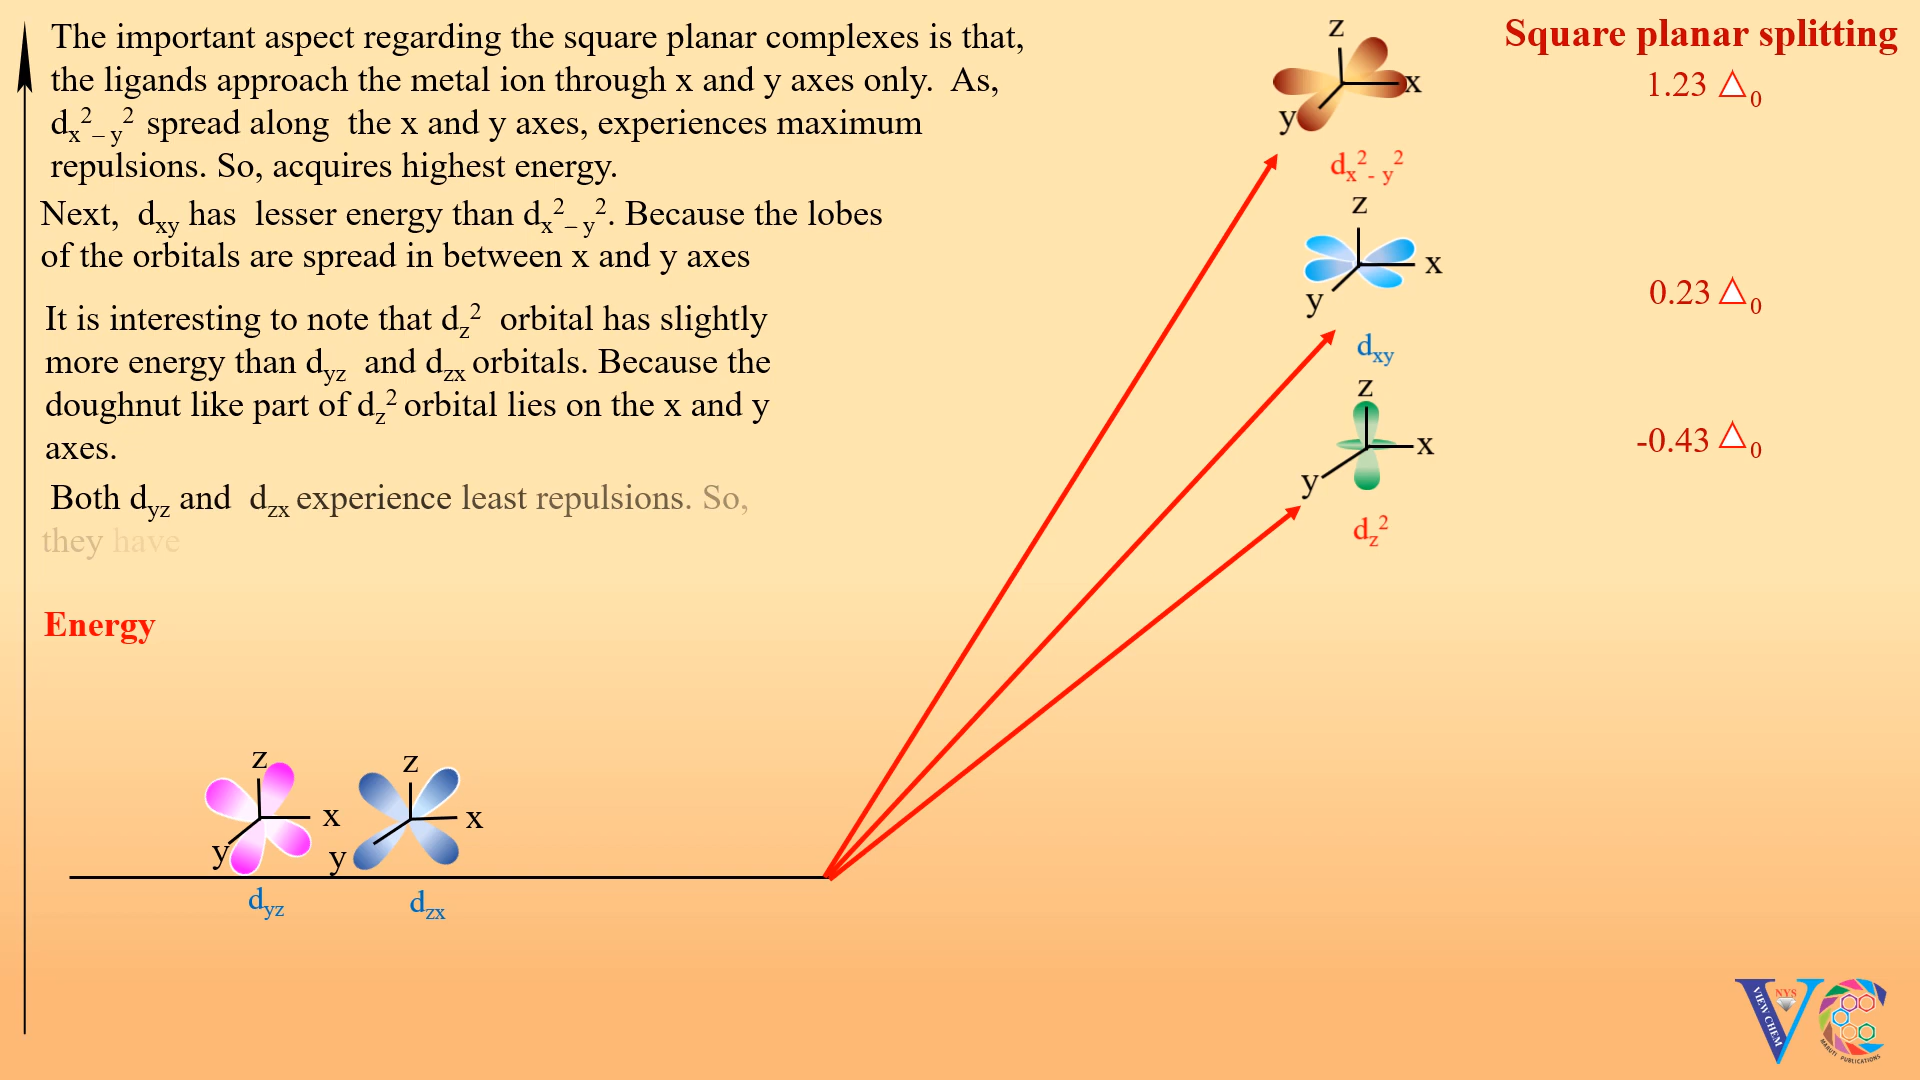 The important aspect regarding the square planar complexes is that,
the ligands approach the metal ion through x and y axes only. As,
dx²– y² spread along the x and y axes, experiences maximum
repulsions. So, acquires highest energy.
Next, dxy has lesser energy than dx²– y². Because the lobes
of the orbitals are spread in between x and y axes
It is interesting to note that dz² orbital has slightly
more energy than dyz and dzx orbitals. Because the
doughnut like part of dz² orbital lies on the x and y
axes.
Both dyz and dzx experience least repulsions. So,
they have
Energy
z
x
y
dyz
z
x
y
dzx
z
x
y
dx²- y²
z
x
y
dxy
z
x
y
dz²
Square planar splitting
1.23 △0
0.23 △0
-0.43 △0
VC
VIEW CHEM
NYS
MARUTI PUBLICATIONS